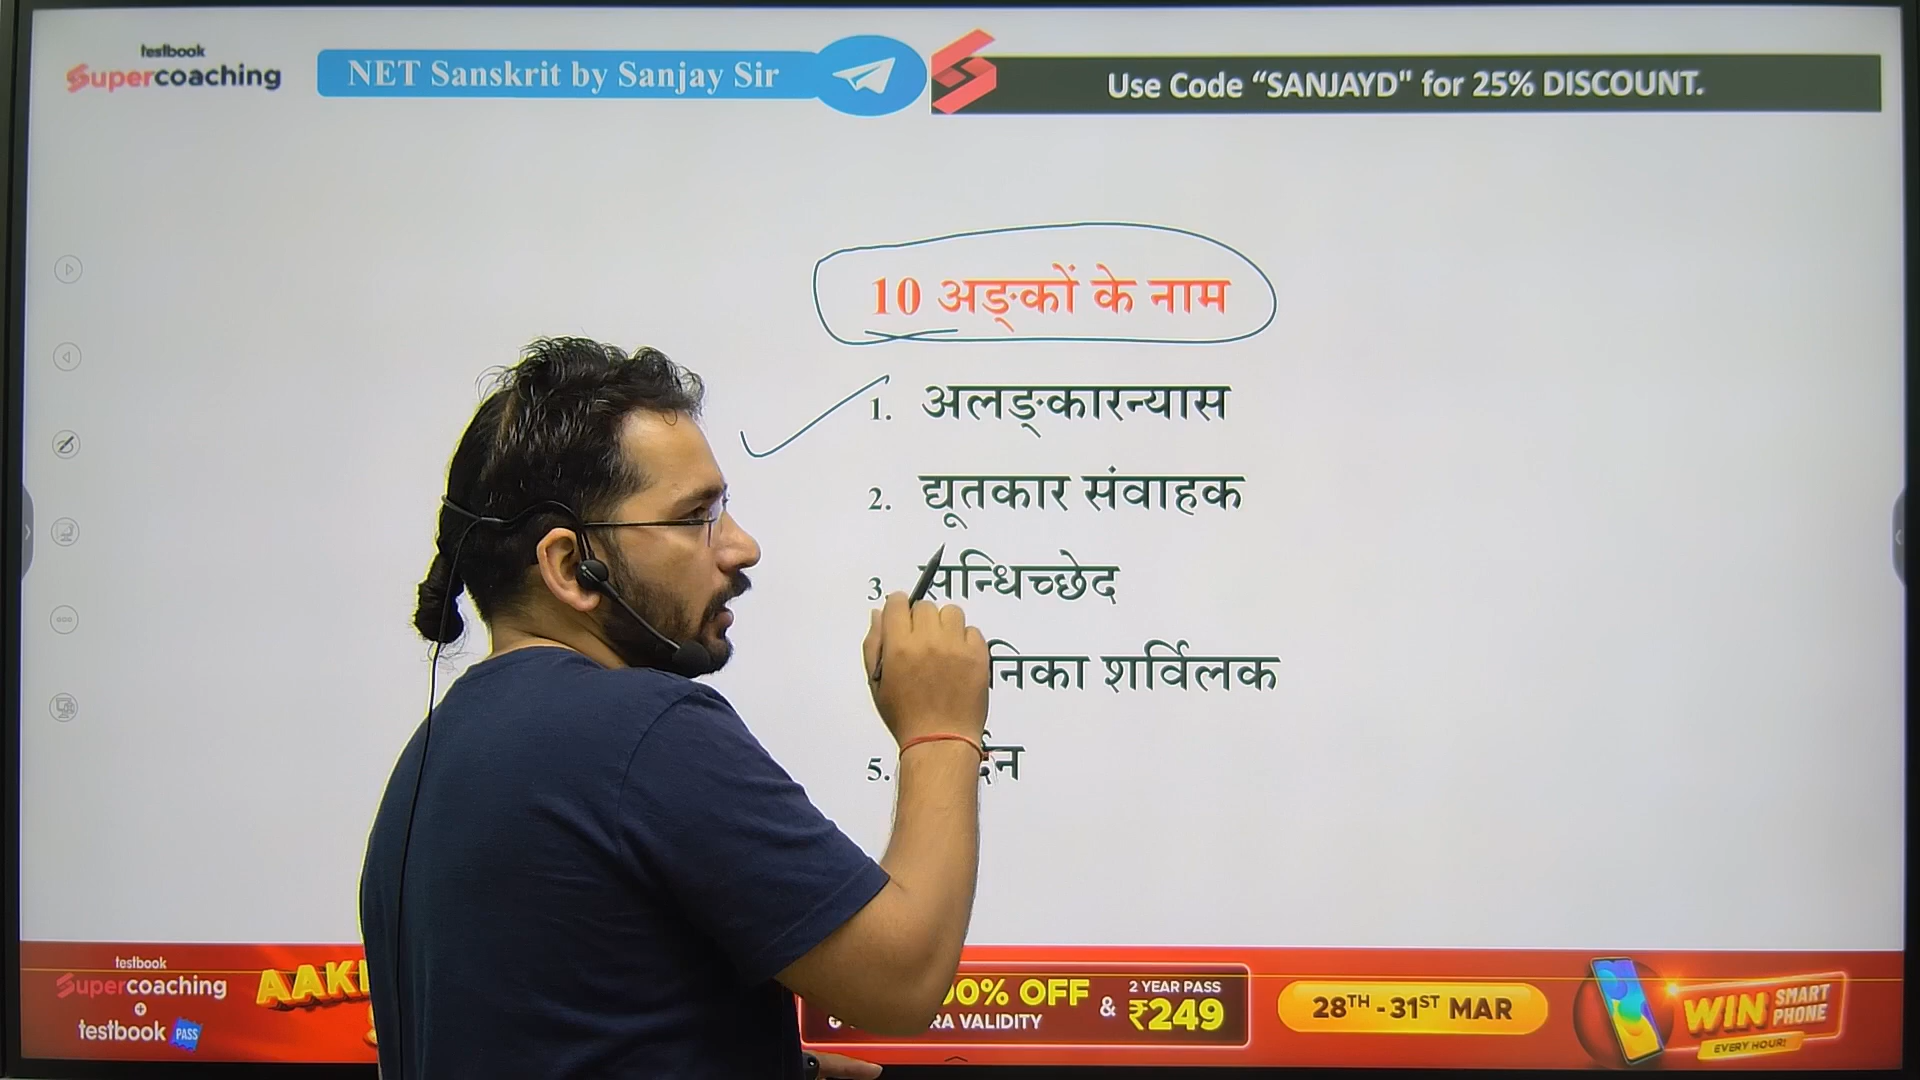 testbook
Supercoaching
NET Sanskrit by Sanjay Sir
Use Code “SANJAYD" for 25% DISCOUNT.
10 अङ्कों के नाम
1. अलङ्कारन्यास
2. द्यूतकार संवाहक
3. सन्धिच्छेद
शर्विलक
5.
testbook
Supercoaching
+
testbook PASS
OFF
VALIDITY
&
2 YEAR PASS
₹249
28TH - 31ST MAR
WIN SMART PHONE
EVERY HOUR!